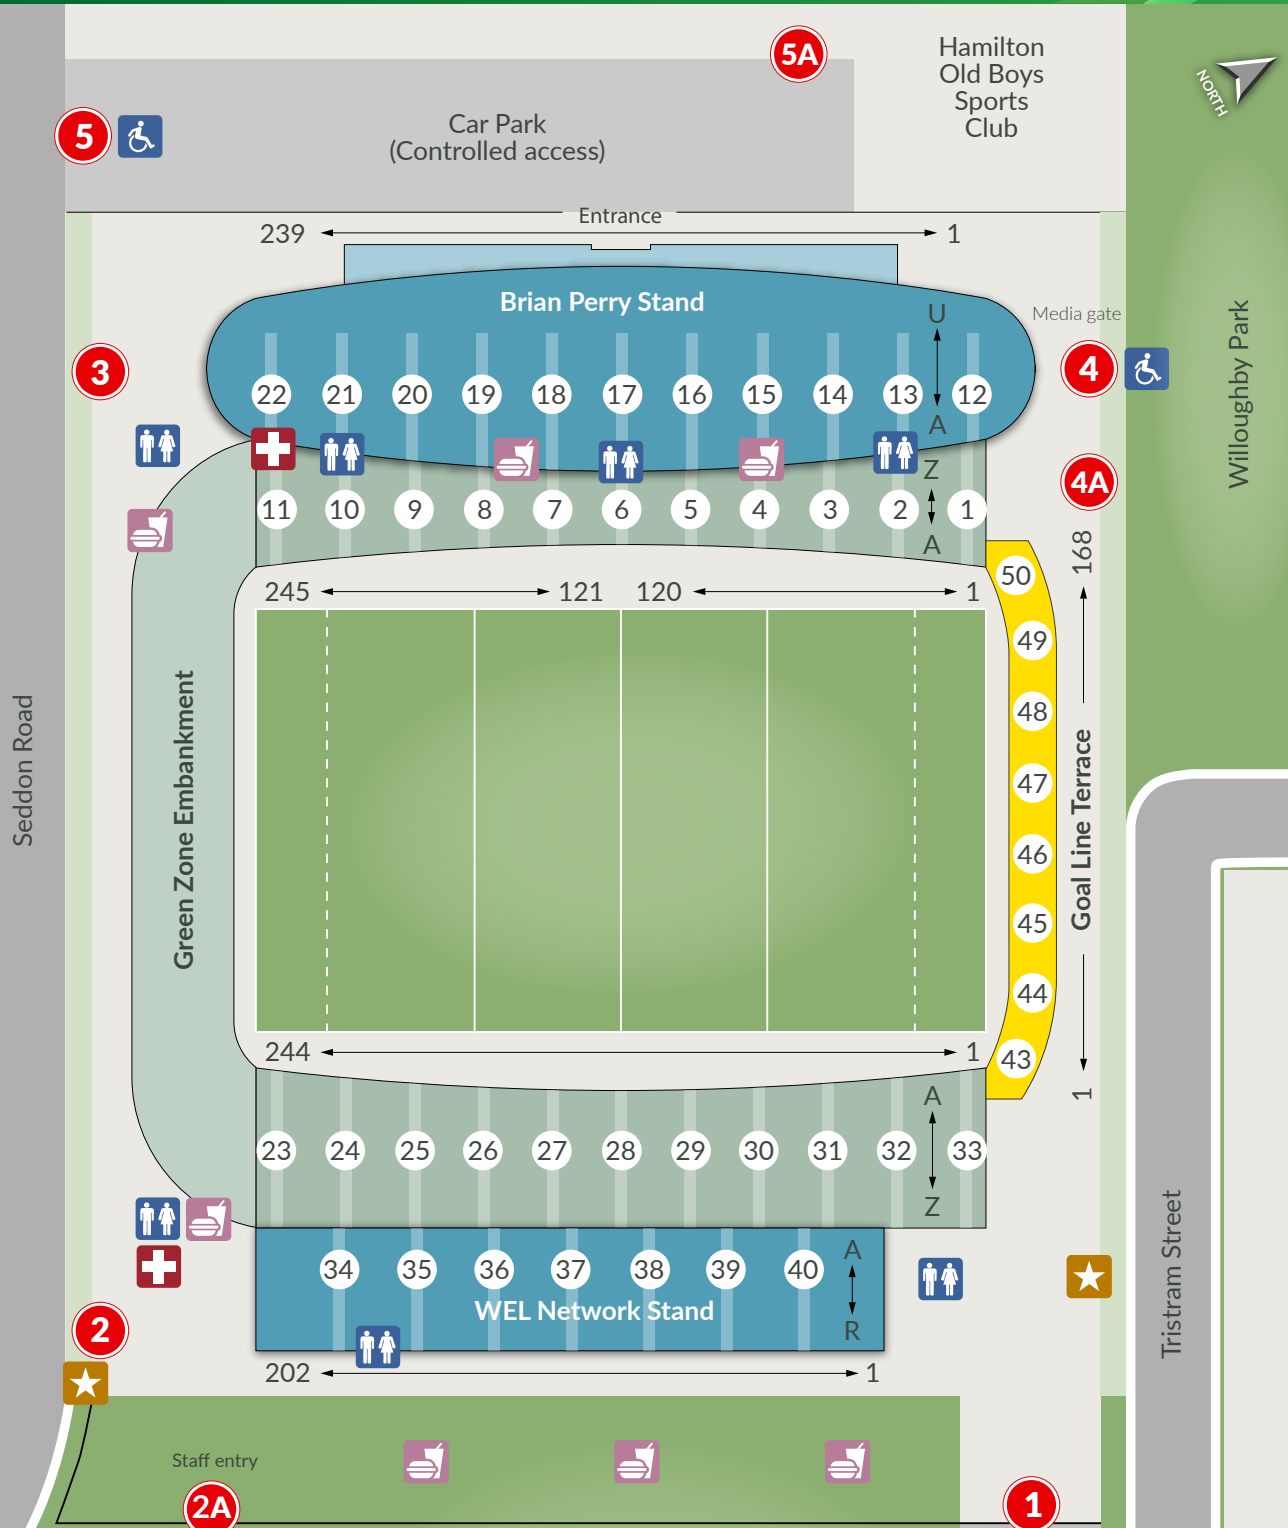 5A
Hamilton
Old Boys
Sports
Club
NORTH
5
Car Park
(Controlled access)
Entrance
239
1
Brian Perry Stand
U
Media gate
Willoughby Park
3
4
22
21
20
19
18
17
16
15
14
13
12
A
Z
4A
11
10
9
8
7
6
5
4
3
2
1
A
168
50
245
121
120
1
49
48
47
46
45
44
43
Goal Line Terrace
1
Seddon Road
Green Zone Embankment
244
1
A
23
24
25
26
27
28
29
30
31
32
33
Z
Tristram Street
34
35
36
37
38
39
40
A
WEL Network Stand
R
2
202
1
Staff entry
2A
1